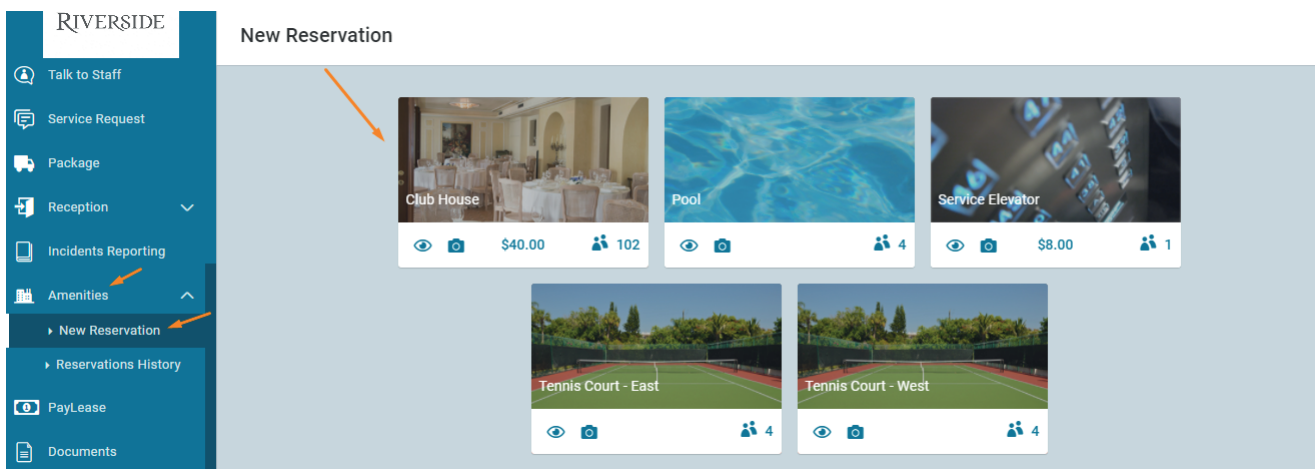 RIVERSIDE
Talk to Staff
Service Request
Package
Reception
Incidents Reporting
Amenities
New Reservation
Reservations History
PayLease
Documents
New Reservation
Club House
$40.00 102
Pool
4
Service Elevator
$8.00 1
Tennis Court - East
4
Tennis Court - West
4